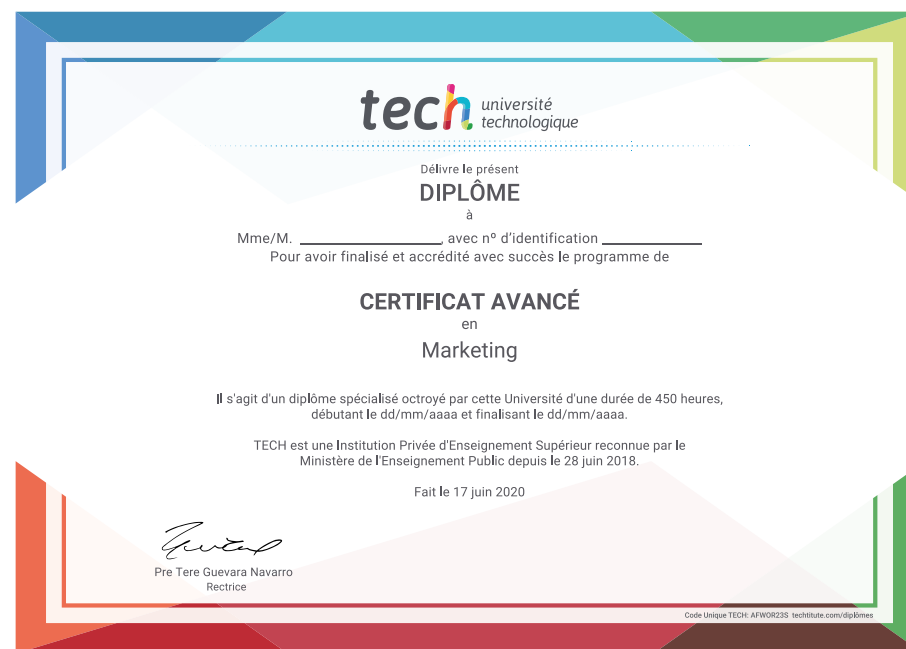 tech université
technologique
Délivre le présent
DIPLÔME
à
Mme/M. ____________, avec nº d'identification ____________
Pour avoir finalisé et accrédité avec succès le programme de
CERTIFICAT AVANCÉ
en
Marketing
Il s'agit d'un diplôme spécialisé octroyé par cette Université d'une durée de 450 heures,
débutant le dd/mm/aaaa et finalisant le dd/mm/aaaa.
TECH est une Institution Privée d'Enseignement Supérieur reconnue par le
Ministère de l'Enseignement Public depuis le 28 juin 2018.
Fait le 17 juin 2020
Pre Tere Guevara Navarro
Rectrice
Code Unique TECH: AFWOR23S techtitute.com/diplômes